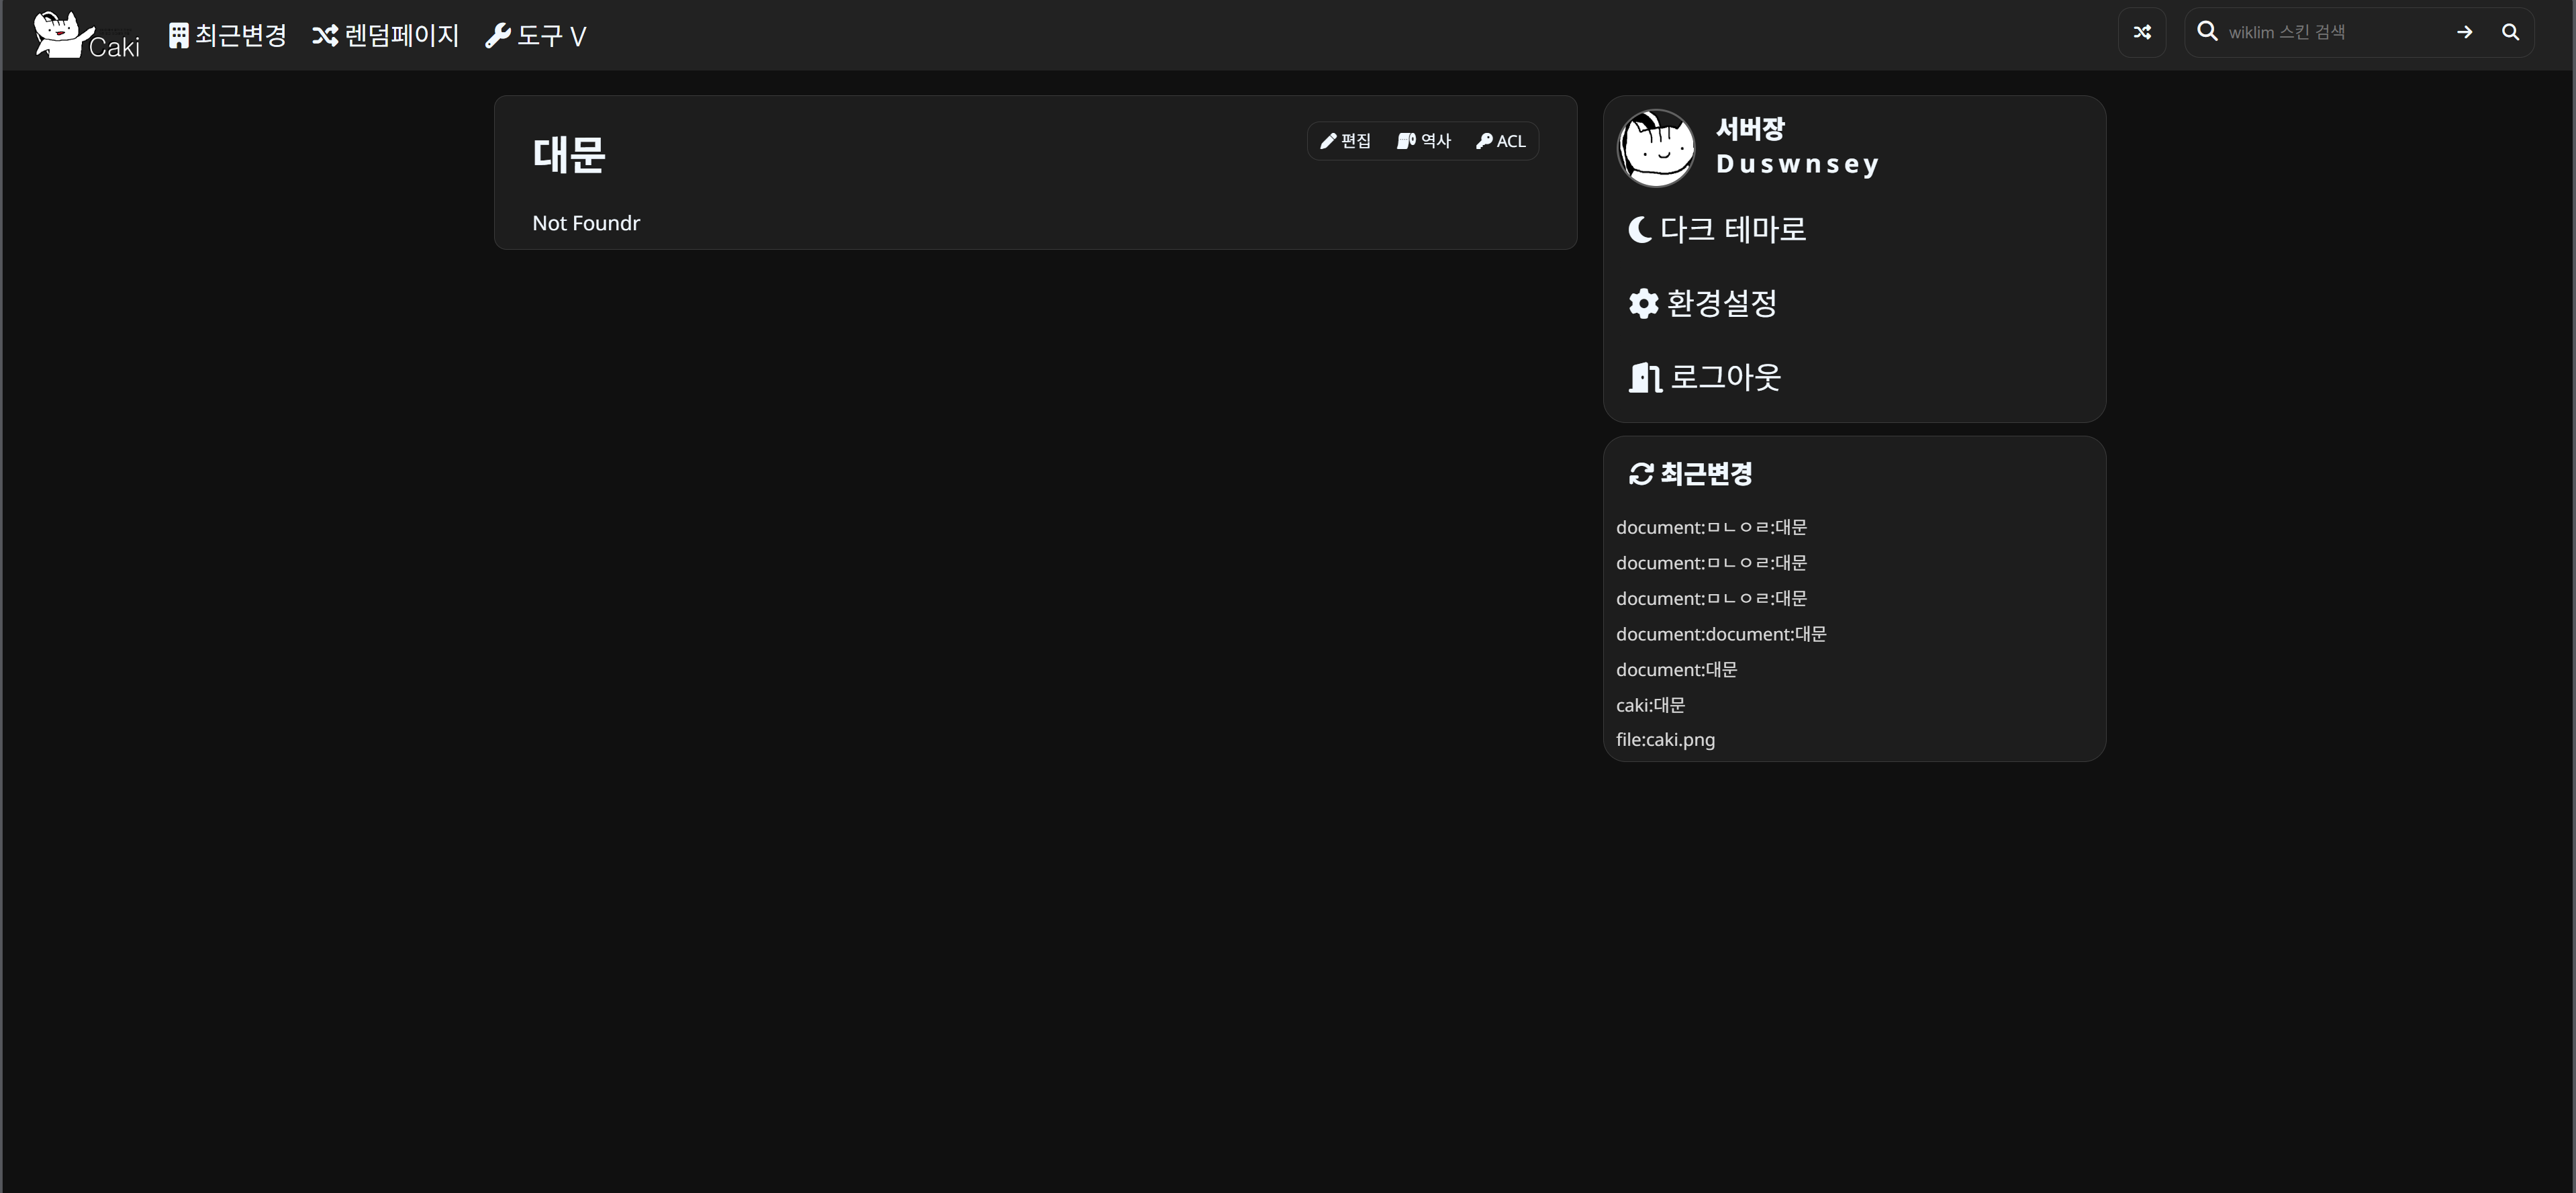 Caki 최근변경 렌덤페이지 도구 V wiklim 스킨 검색
대문
편집 역사 ACL
Not Foundr
서버장
Duswnsey
다크 테마로
환경설정
로그아웃
최근변경
document:ㅁㄴㅇㄹ:대문
document:ㅁㄴㅇㄹ:대문
document:ㅁㄴㅇㄹ:대문
document:document:대문
document:대문
caki:대문
file:caki.png